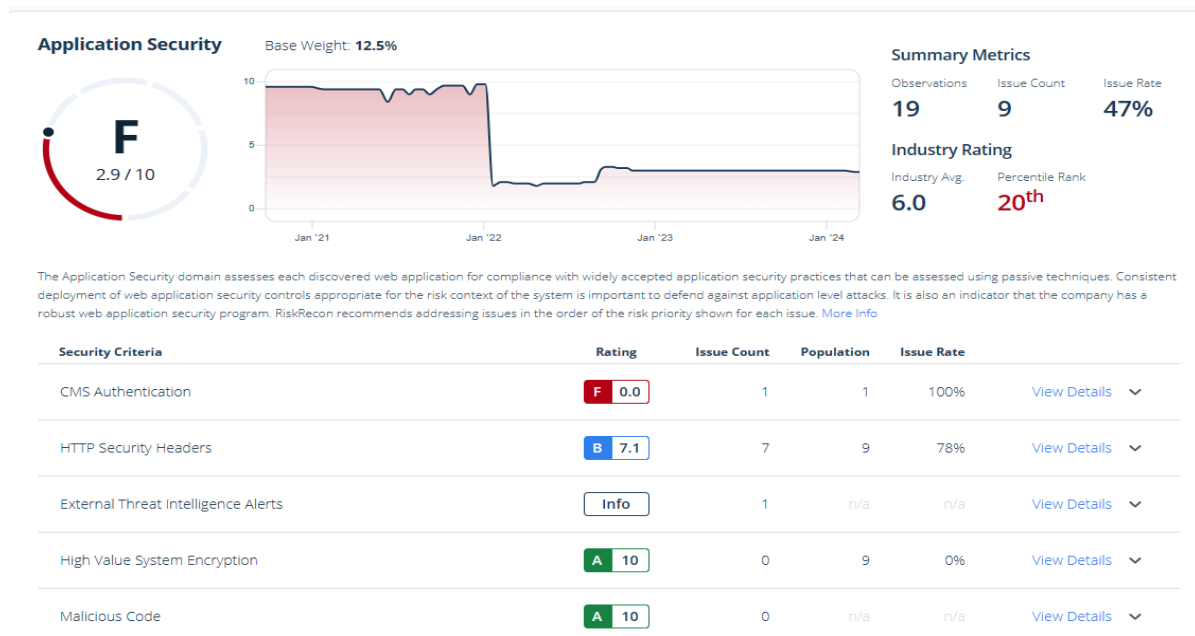 Application Security
Base Weight: 12.5%
F
2.9 / 10
10
5
0
Jan '21
Jan '22
Jan '23
Jan '24
Summary Metrics
Observations Issue Count Issue Rate
19 9 47%
Industry Rating
Industry Avg. Percentile Rank
6.0 20th
The Application Security domain assesses each discovered web application for compliance with widely accepted application security practices that can be assessed using passive techniques. Consistent
deployment of web application security controls appropriate for the risk context of the system is important to defend against application level attacks. It is also an indicator that the company has a
robust web application security program. RiskRecon recommends addressing issues in the order of the risk priority shown for each issue. More Info
Security Criteria Rating Issue Count Population Issue Rate
CMS Authentication F 0.0 1 1 100% View Details
HTTP Security Headers B 7.1 7 9 78% View Details
External Threat Intelligence Alerts Info 1 n/a n/a View Details
High Value System Encryption A 10 0 9 0% View Details
Malicious Code A 10 0 n/a n/a View Details